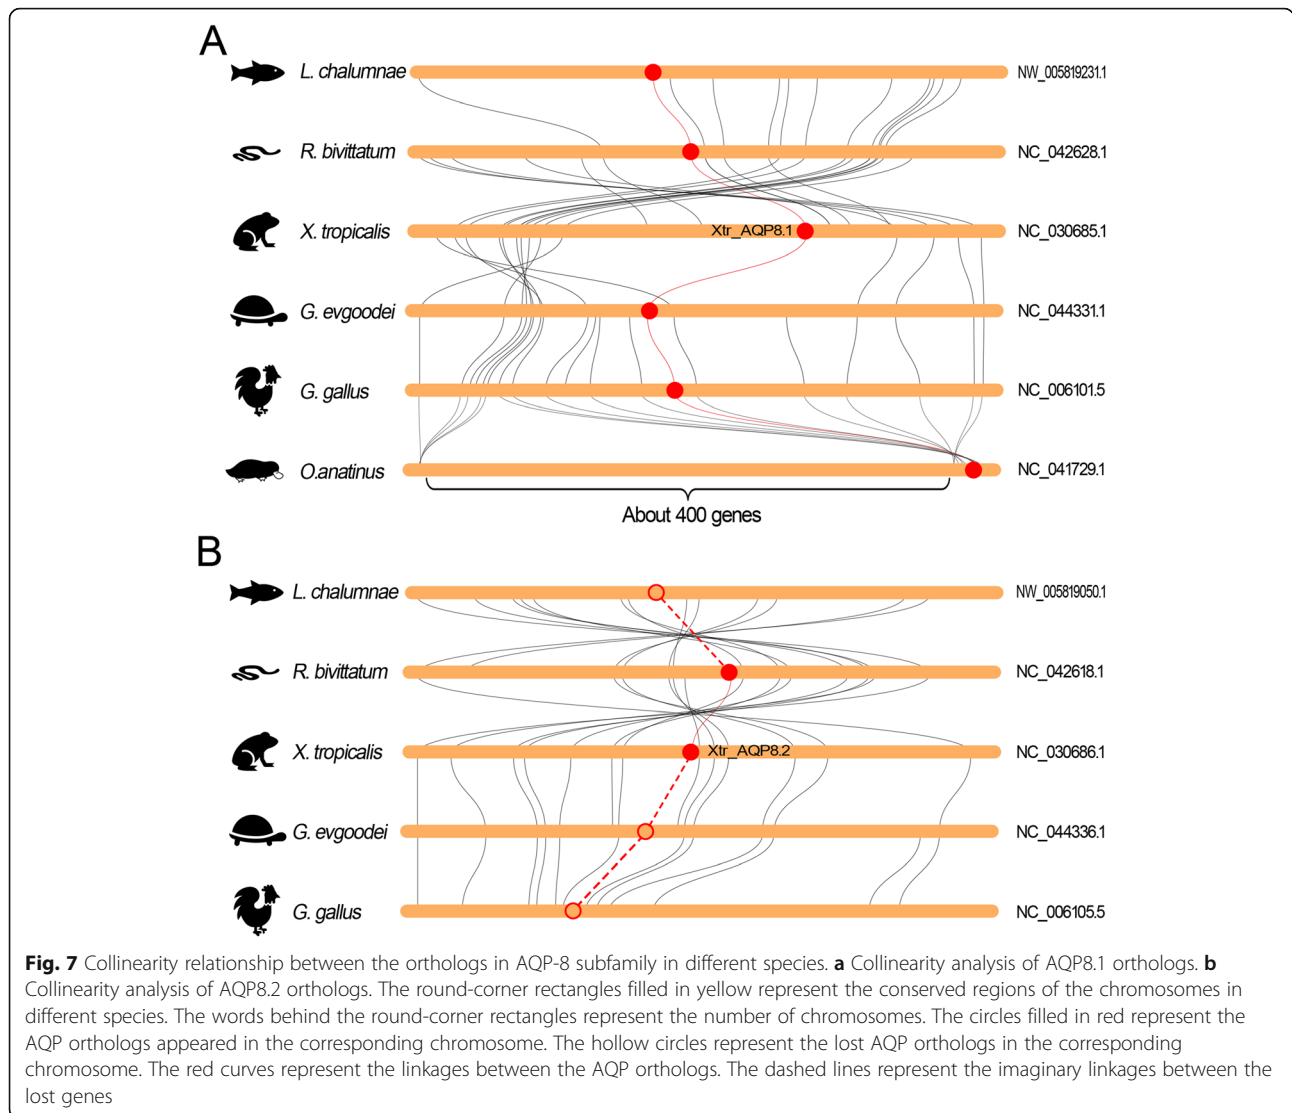 A
L. chalumnae NW_005819231.1
R. bivittatum NC_042628.1
X. tropicalis Xtr_AQP8.1 NC_030685.1
G. evgoodei NC_044331.1
G. gallus NC_006101.5
O.anatinus NC_041729.1
About 400 genes
B
L. chalumnae NW_005819050.1
R. bivittatum NC_042618.1
X. tropicalis Xtr_AQP8.2 NC_030686.1
G. evgoodei NC_044336.1
G. gallus NC_006105.5
Fig. 7 Collinearity relationship between the orthologs in AQP-8 subfamily in different species. a Collinearity analysis of AQP8.1 orthologs. b
Collinearity analysis of AQP8.2 orthologs. The round-corner rectangles filled in yellow represent the conserved regions of the chromosomes in
different species. The words behind the round-corner rectangles represent the number of chromosomes. The circles filled in red represent the
AQP orthologs appeared in the corresponding chromosome. The hollow circles represent the lost AQP orthologs in the corresponding
chromosome. The red curves represent the linkages between the AQP orthologs. The dashed lines represent the imaginary linkages between the
lost genes